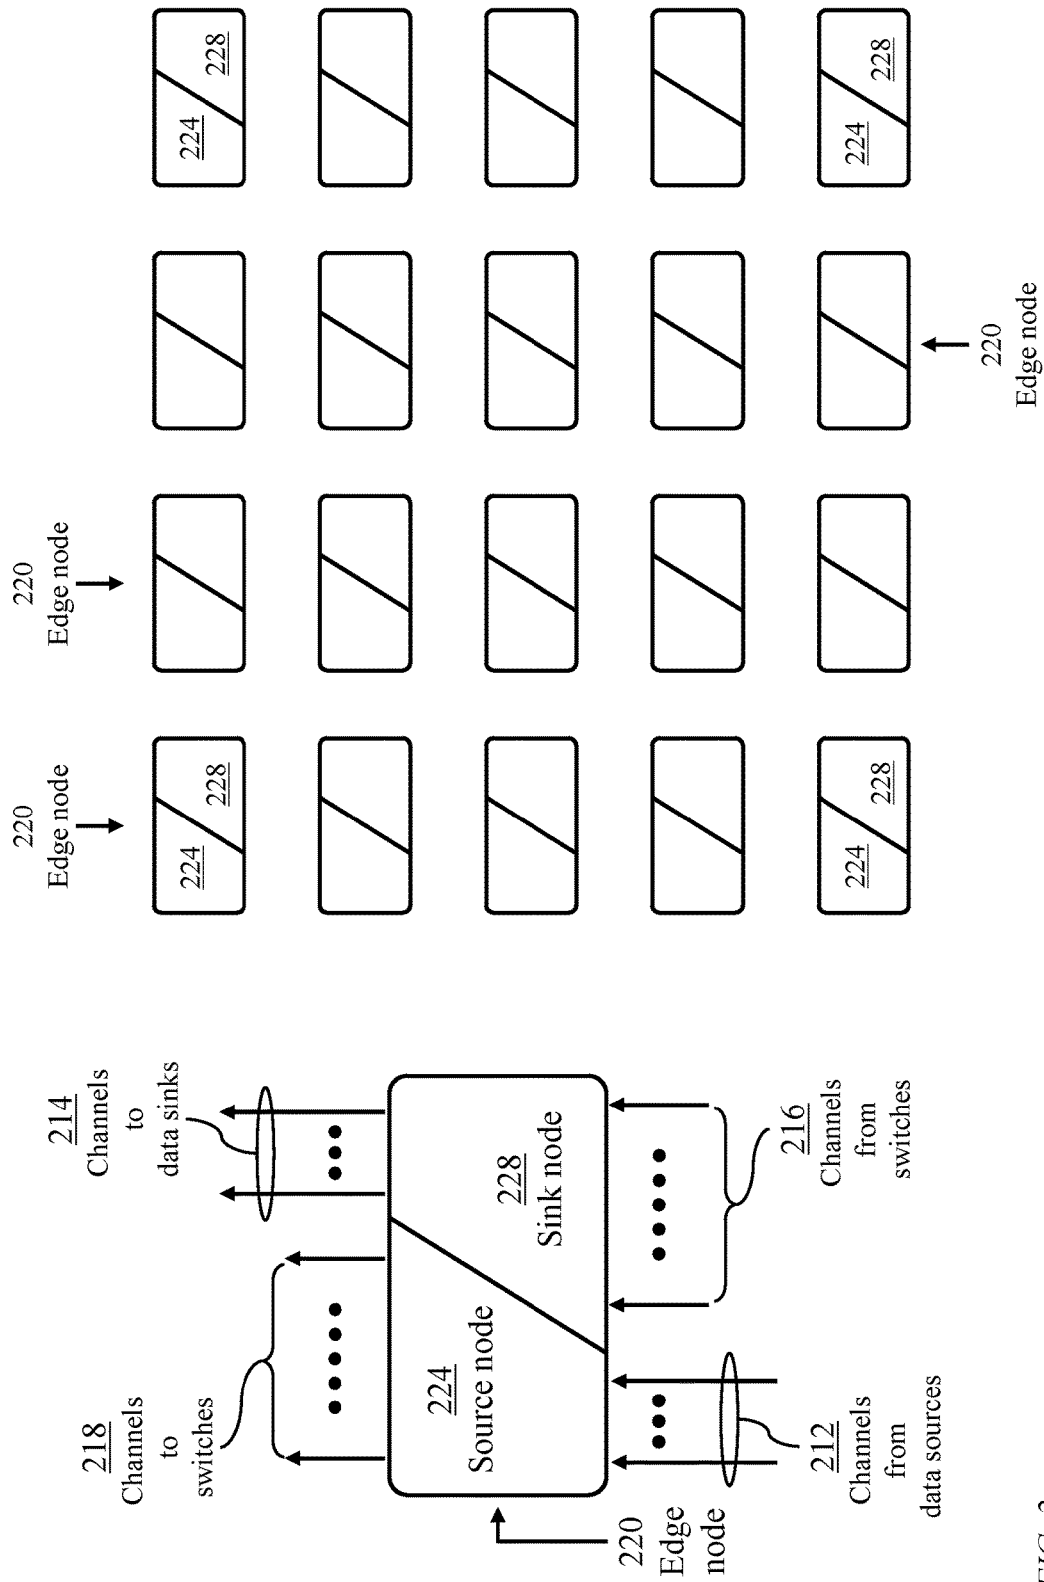 218
Channels
to
switches
214
Channels
to
data sinks
224
Source node
228
Sink node
220
Edge
node
212
Channels
from
data sources
216
Channels
from
switches
220
Edge node
220
Edge node
224
228
224
228
224
228
224
228
220
Edge node
FIG. 2